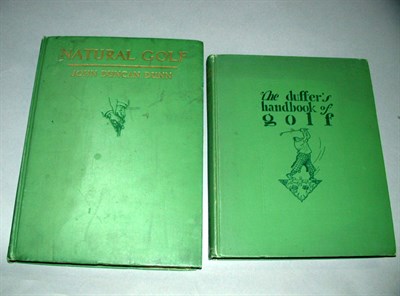 NATURAL GOLF
JOHN DUNCAN DUNN
The duffer's
handbook of
golf